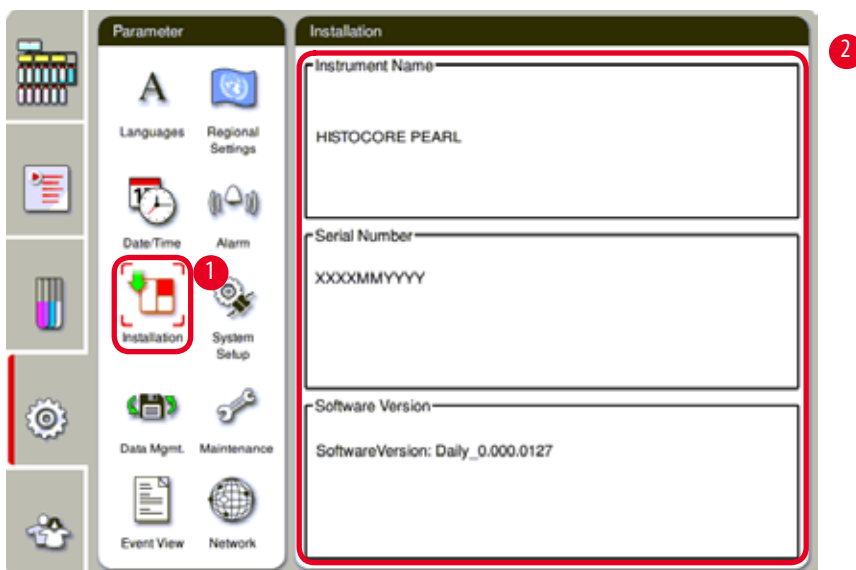 Parameter
Installation
2
Instrument Name
A
Languages
Regional
Settings
HISTOCORE PEARL
17
Date/Time
Alarm
Serial Number
1
XXXXMMYYYY
Installation
System
Setup
Software Version
Data Mgmt.
Maintenance
SoftwareVersion: Daily_0.000.0127
Event View
Network